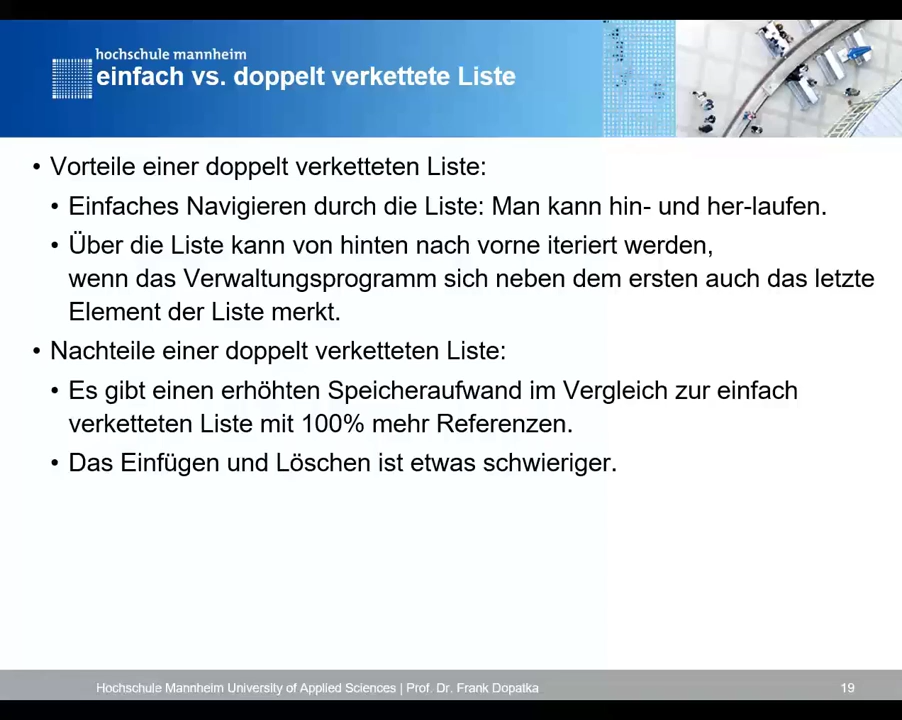 hochschule mannheim
einfach vs. doppelt verkettete Liste
• Vorteile einer doppelt verketteten Liste:
• Einfaches Navigieren durch die Liste: Man kann hin- und her-laufen.
• Über die Liste kann von hinten nach vorne iteriert werden,
wenn das Verwaltungsprogramm sich neben dem ersten auch das letzte
Element der Liste merkt.
• Nachteile einer doppelt verketteten Liste:
• Es gibt einen erhöhten Speicheraufwand im Vergleich zur einfach
verketteten Liste mit 100% mehr Referenzen.
• Das Einfügen und Löschen ist etwas schwieriger.
Hochschule Mannheim University of Applied Sciences | Prof. Dr. Frank Dopatka
19